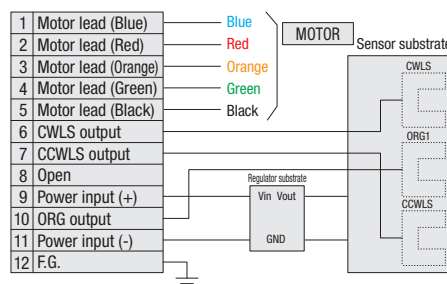 1 Motor lead (Blue) Blue
2 Motor lead (Red) Red
3 Motor lead (Orange) Orange
4 Motor lead (Green) Green
5 Motor lead (Black) Black
6 CWLS output
7 CCWLS output
8 Open
9 Power input (+)
10 ORG output
11 Power input (-)
12 F.G.
MOTOR
Sensor substrate
CWLS
ORG1
CCWLS
Regulator substrate
Vin Vout
GND